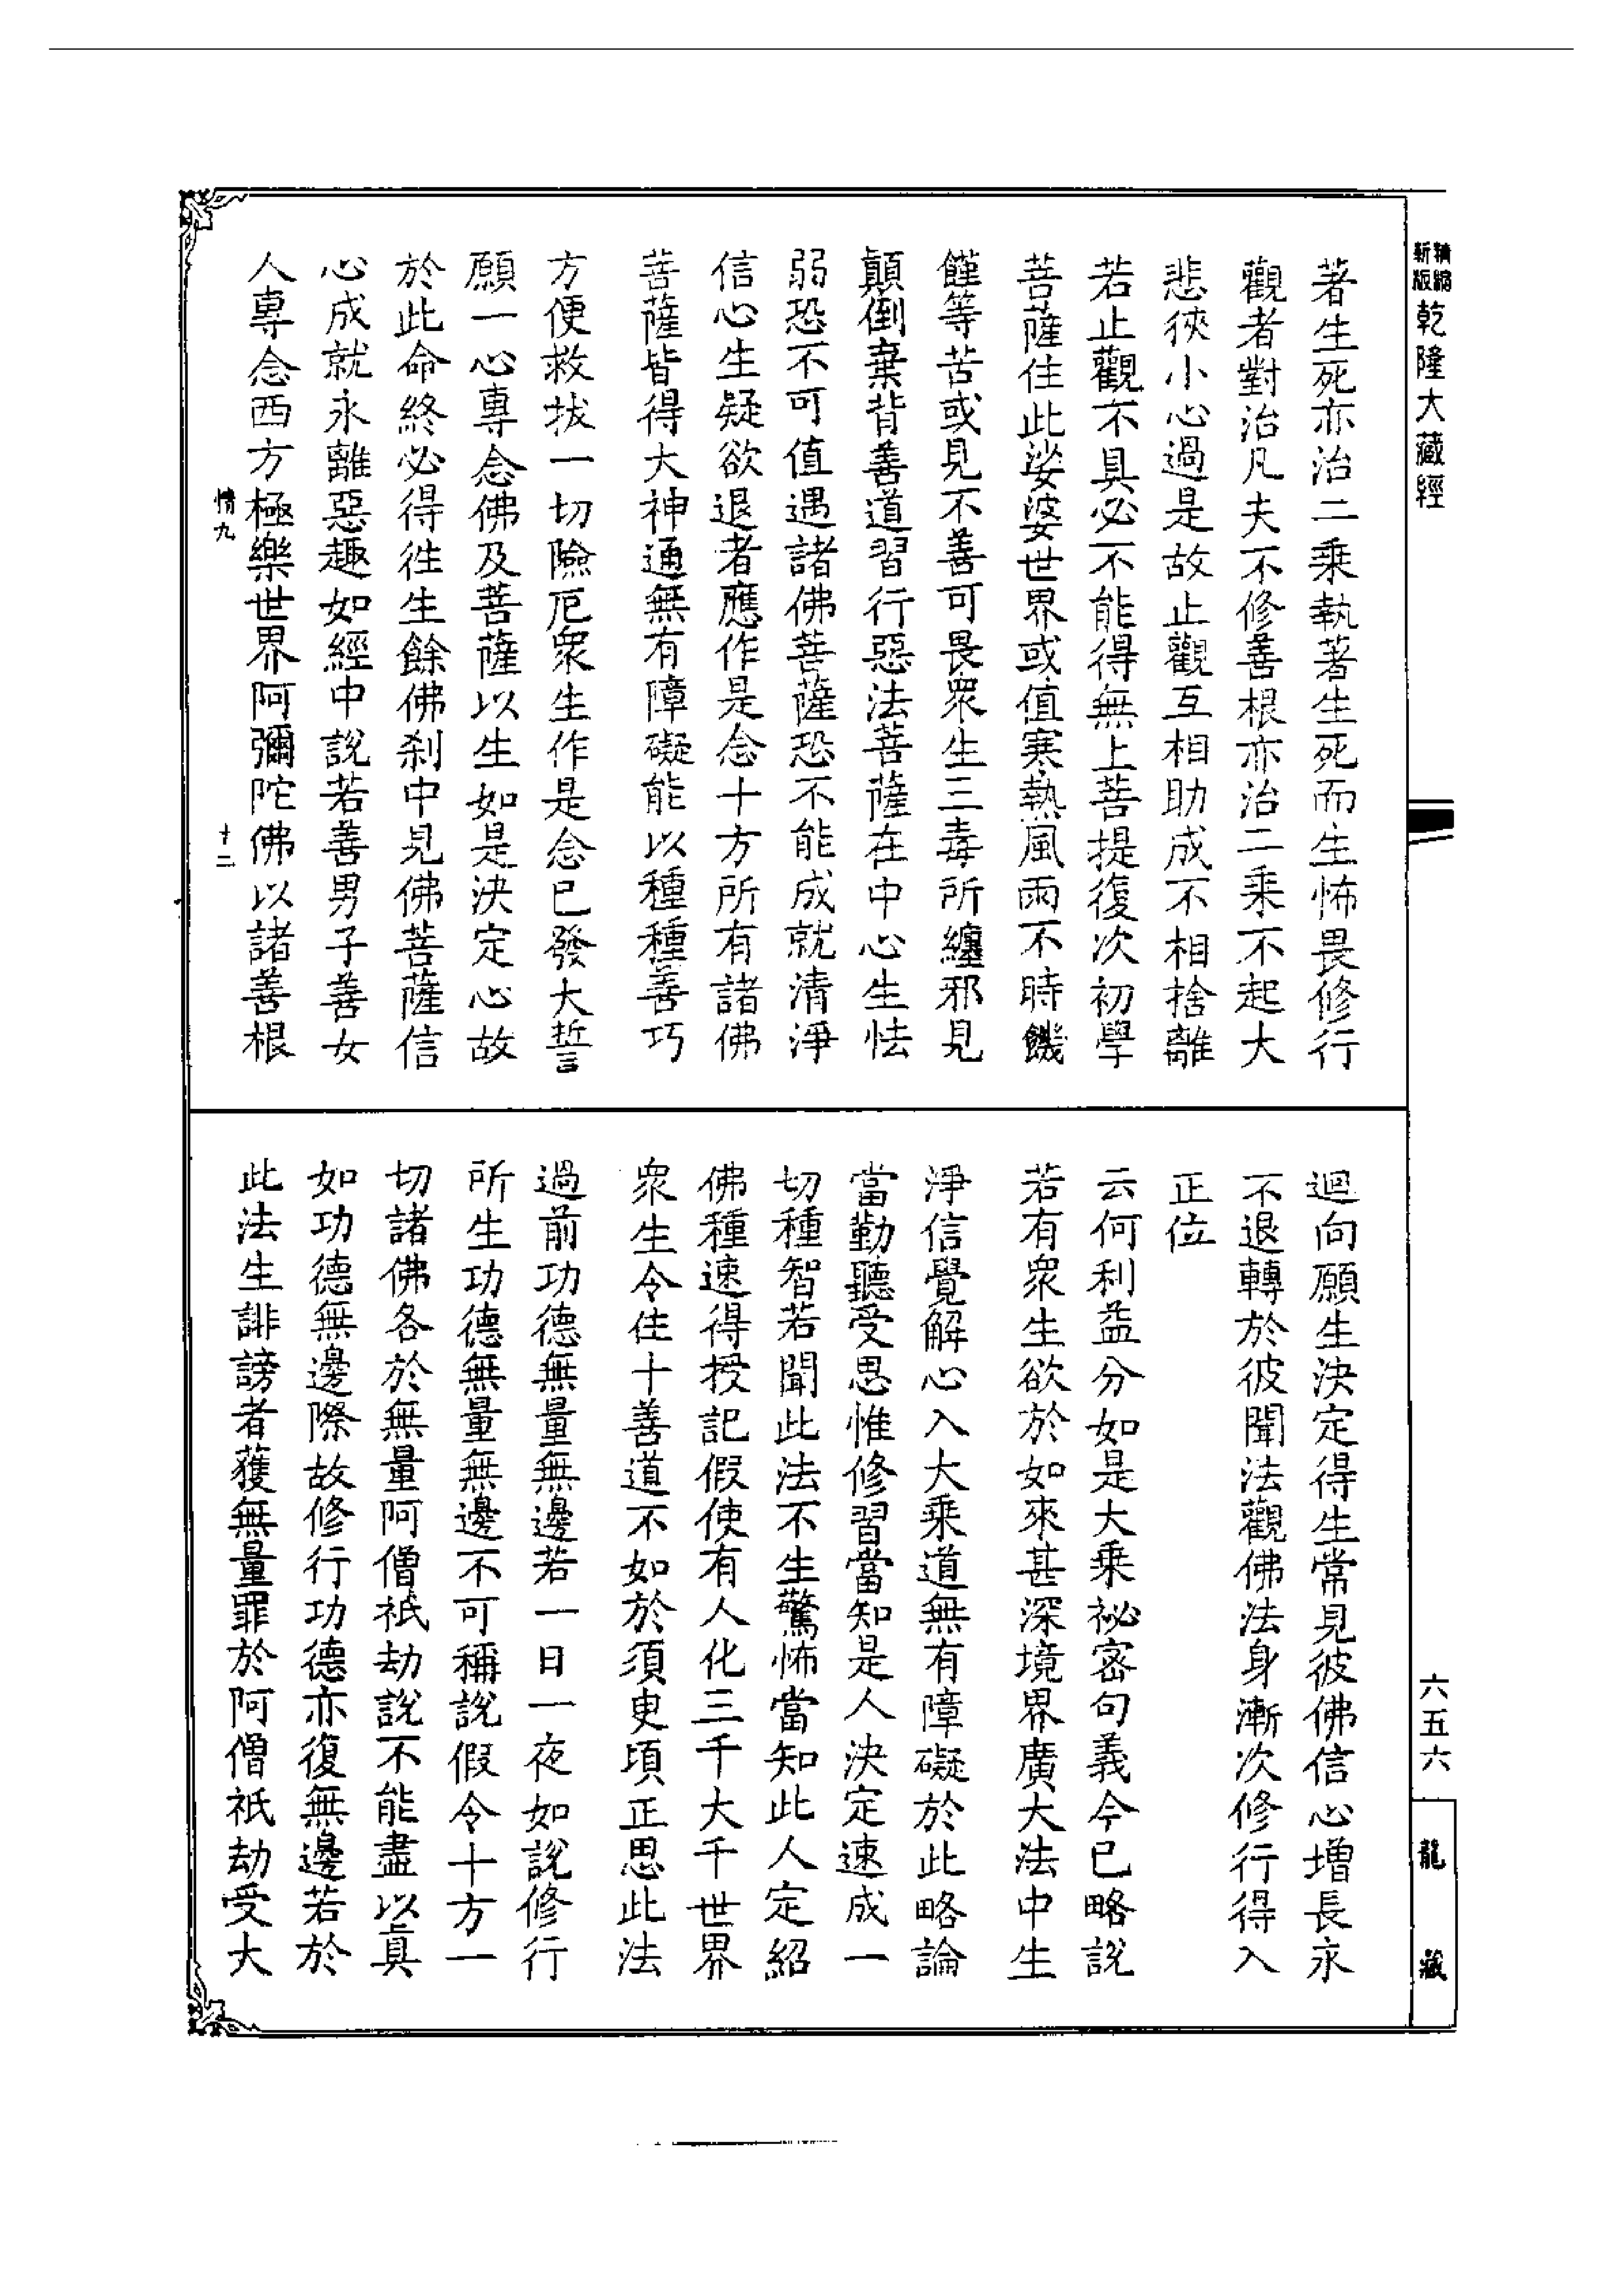 精縮新版
乾隆大藏經
著生死亦治二乘執著生死而生怖畏修行
觀者對治凡夫不修善根亦治二乘不起大
悲狹小心過是故止觀互相助成不相捨離
若止觀不具必不能得無上菩提復次初學
菩薩住此娑婆世界或值寒熱風雨不時饑
饉等苦或見不善可畏眾生三毒所纏邪見
顛倒棄背善道習行惡法菩薩在中心生怯
弱恐不可值遇諸佛菩薩恐不能成就清淨
信心生疑欲退者應作是念十方所有諸佛
菩薩皆得大神通無有障礙能以種種善巧
方便救拔一切險厄眾生作是念已發大誓
願一心專念佛及菩薩以生如是決定心故
於此命終必得徃生餘佛刹中見佛菩薩信
心成就永離惡趣如經中說若善男子善女
人專念西方極樂世界阿彌陀佛以諸善根
情九
十二
迴向願生決定得生常見彼佛信心增長永
不退轉於彼聞法觀佛法身漸次修行得入
正位
云何利益分如是大乘祕密句義今已略說
若有眾生欲於如來甚深境界廣大法中生
淨信覺解心入大乘道無有障礙於此略論
當勤聽受思惟修習當知是人決定速成一
切種智若聞此法不生驚怖當知此人定紹
佛種速得授記假使有人化三千大千世界
眾生令住十善道不如於須臾頃正思此法
過前功德無量無邊若一日一夜如說修行
所生功德無量無邊不可稱說假令十方一
切諸佛各於無量阿僧祇劫說不能盡以真
如功德無邊際故修行功德亦復無邊若於
此法生誹謗者獲無量罪於阿僧祇劫受大
六五六
龍藏